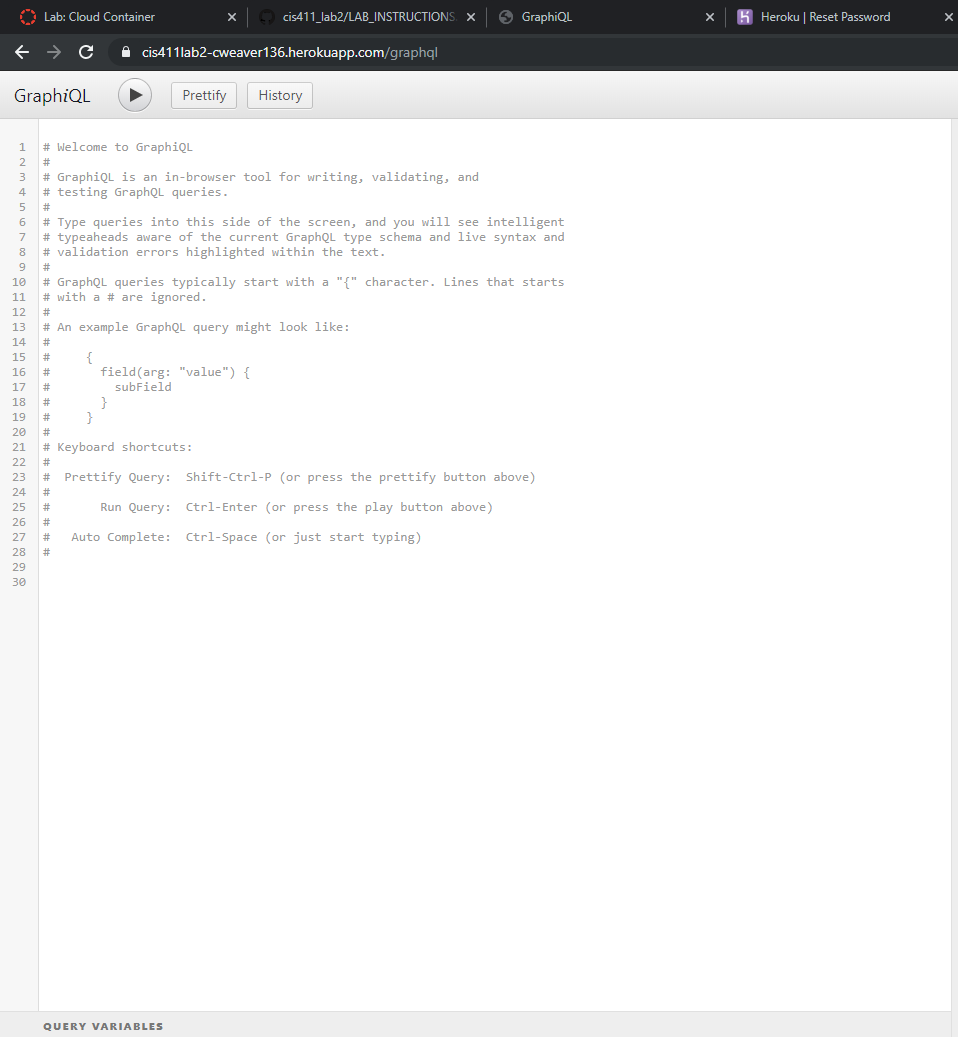 Lab: Cloud Container
cis411_lab2/LAB_INSTRUCTIONS.
GraphiQL
Heroku | Reset Password
cis411lab2-cweaver136.herokuapp.com/graphql
GraphiQL
Prettify
History
1 # Welcome to GraphiQL
2 #
3 # GraphiQL is an in-browser tool for writing, validating, and
4 # testing GraphQL queries.
5 #
6 # Type queries into this side of the screen, and you will see intelligent
7 # typeaheads aware of the current GraphQL type schema and live syntax and
8 # validation errors highlighted within the text.
9 #
10 # GraphQL queries typically start with a "{" character. Lines that starts
11 # with a # are ignored.
12 #
13 # An example GraphQL query might look like:
14 #
15 #     {
16 #       field(arg: "value") {
17 #         subField
18 #       }
19 #     }
20 #
21 # Keyboard shortcuts:
22 #
23 #  Prettify Query:  Shift-Ctrl-P (or press the prettify button above)
24 #
25 #       Run Query:  Ctrl-Enter (or press the play button above)
26 #
27 #   Auto Complete:  Ctrl-Space (or just start typing)
28 #
29
30
QUERY VARIABLES